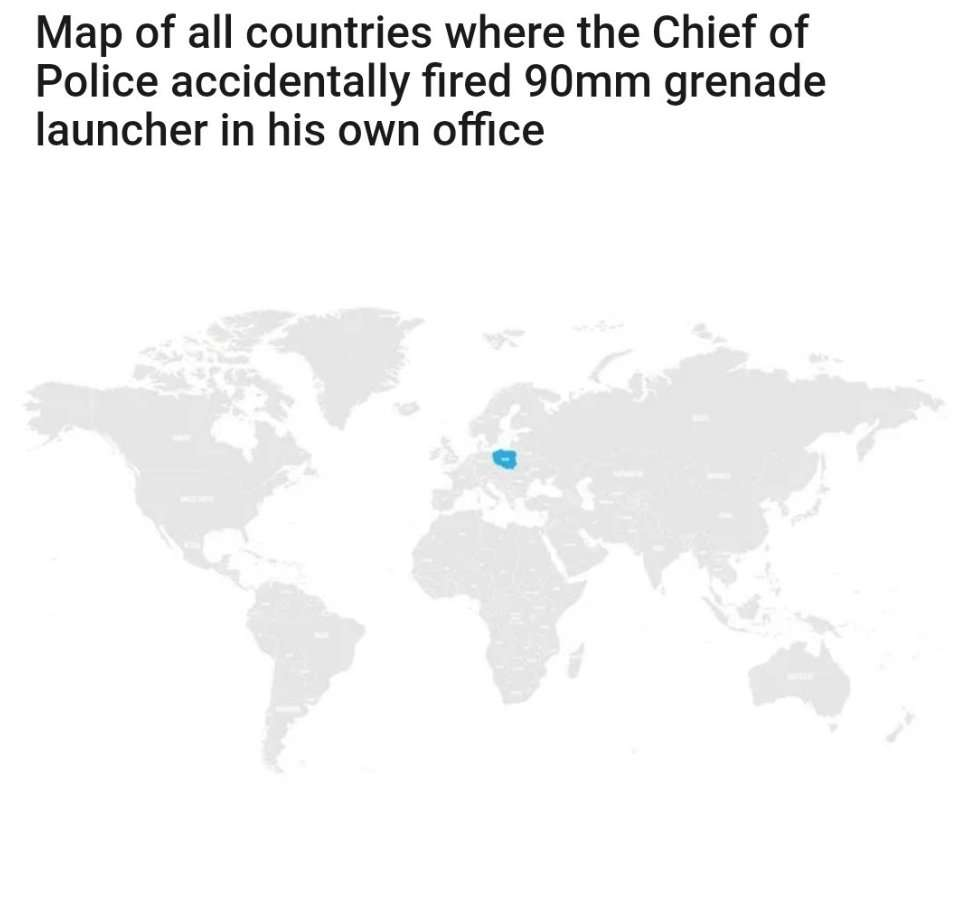 Map of all countries where the Chief of
Police accidentally fired 90mm grenade
launcher in his own office